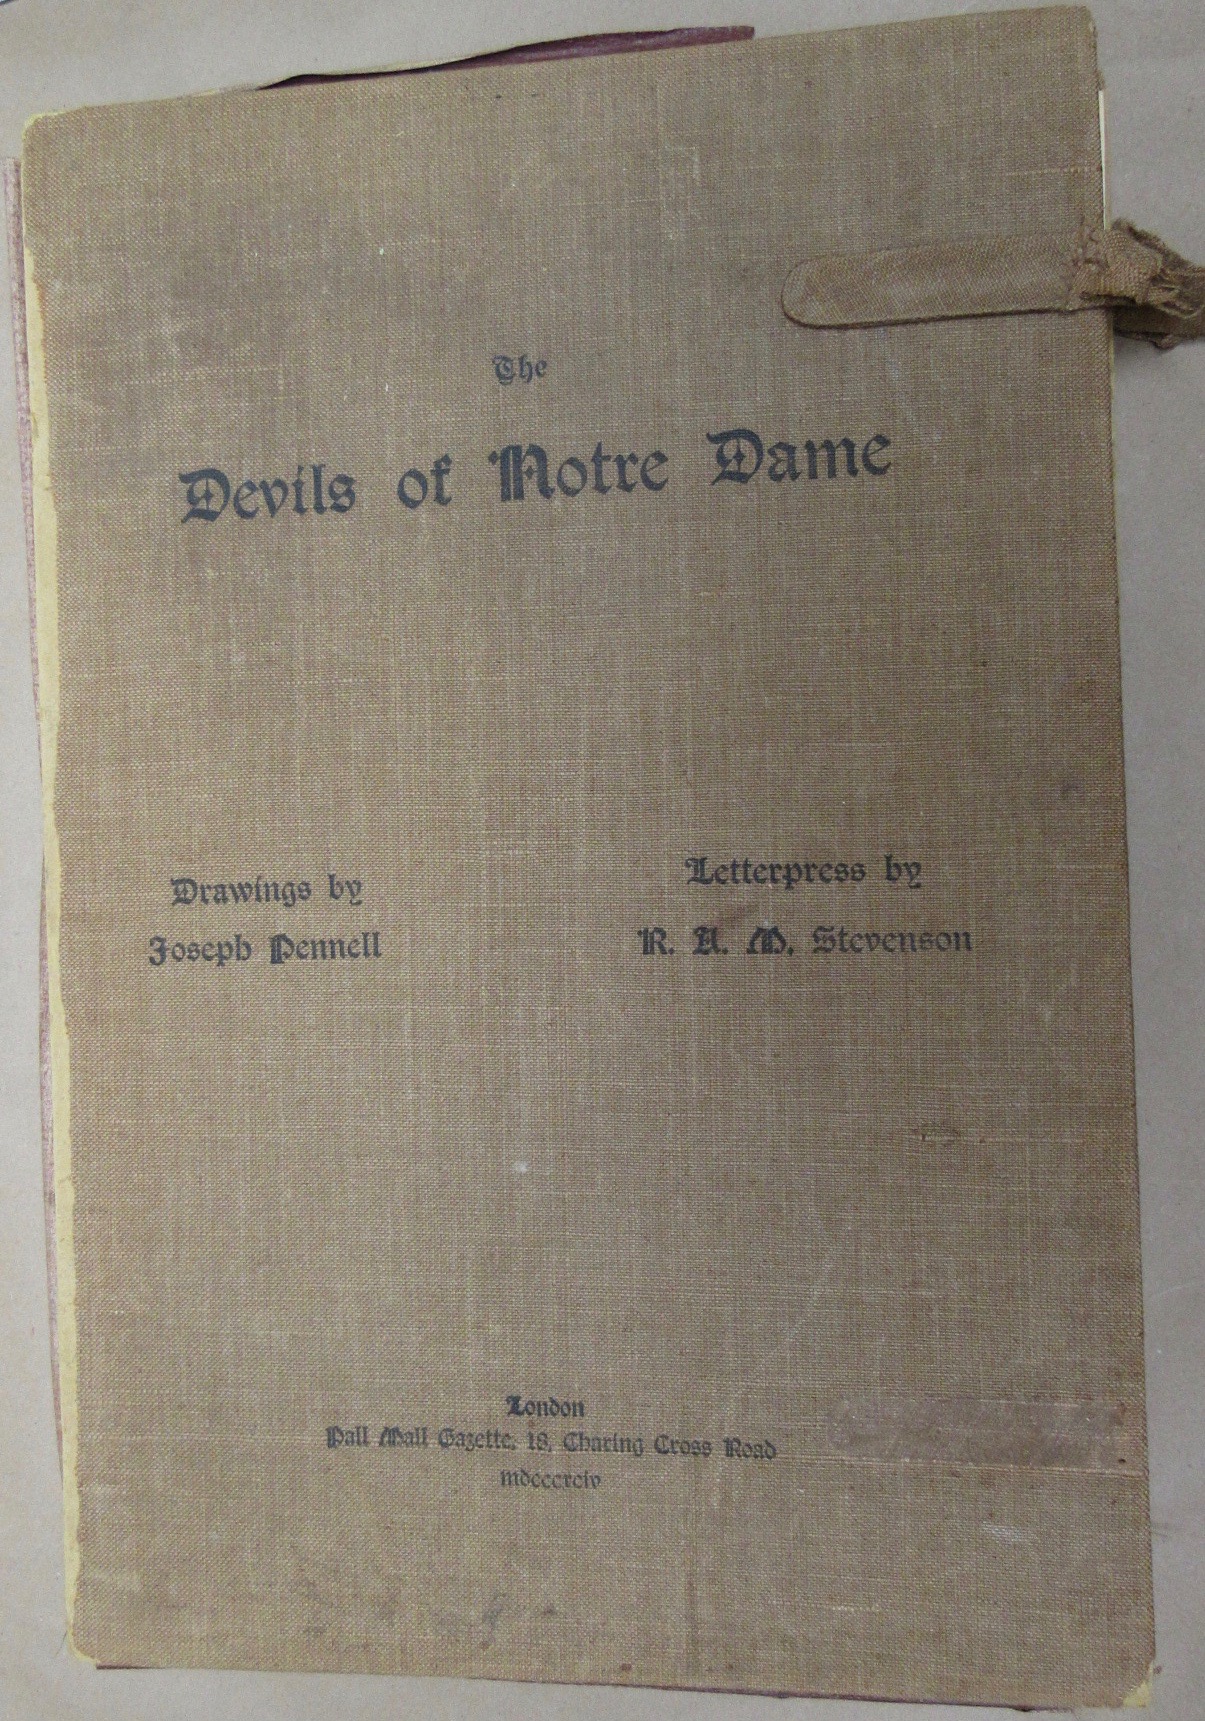 The
Devils of Notre Dame
Drawings by
Joseph Pennell
Letterpress by
R. A. M. Stevenson
London
Pall Mall Gazette, 18, Charing Cross Road
mdcccxciv